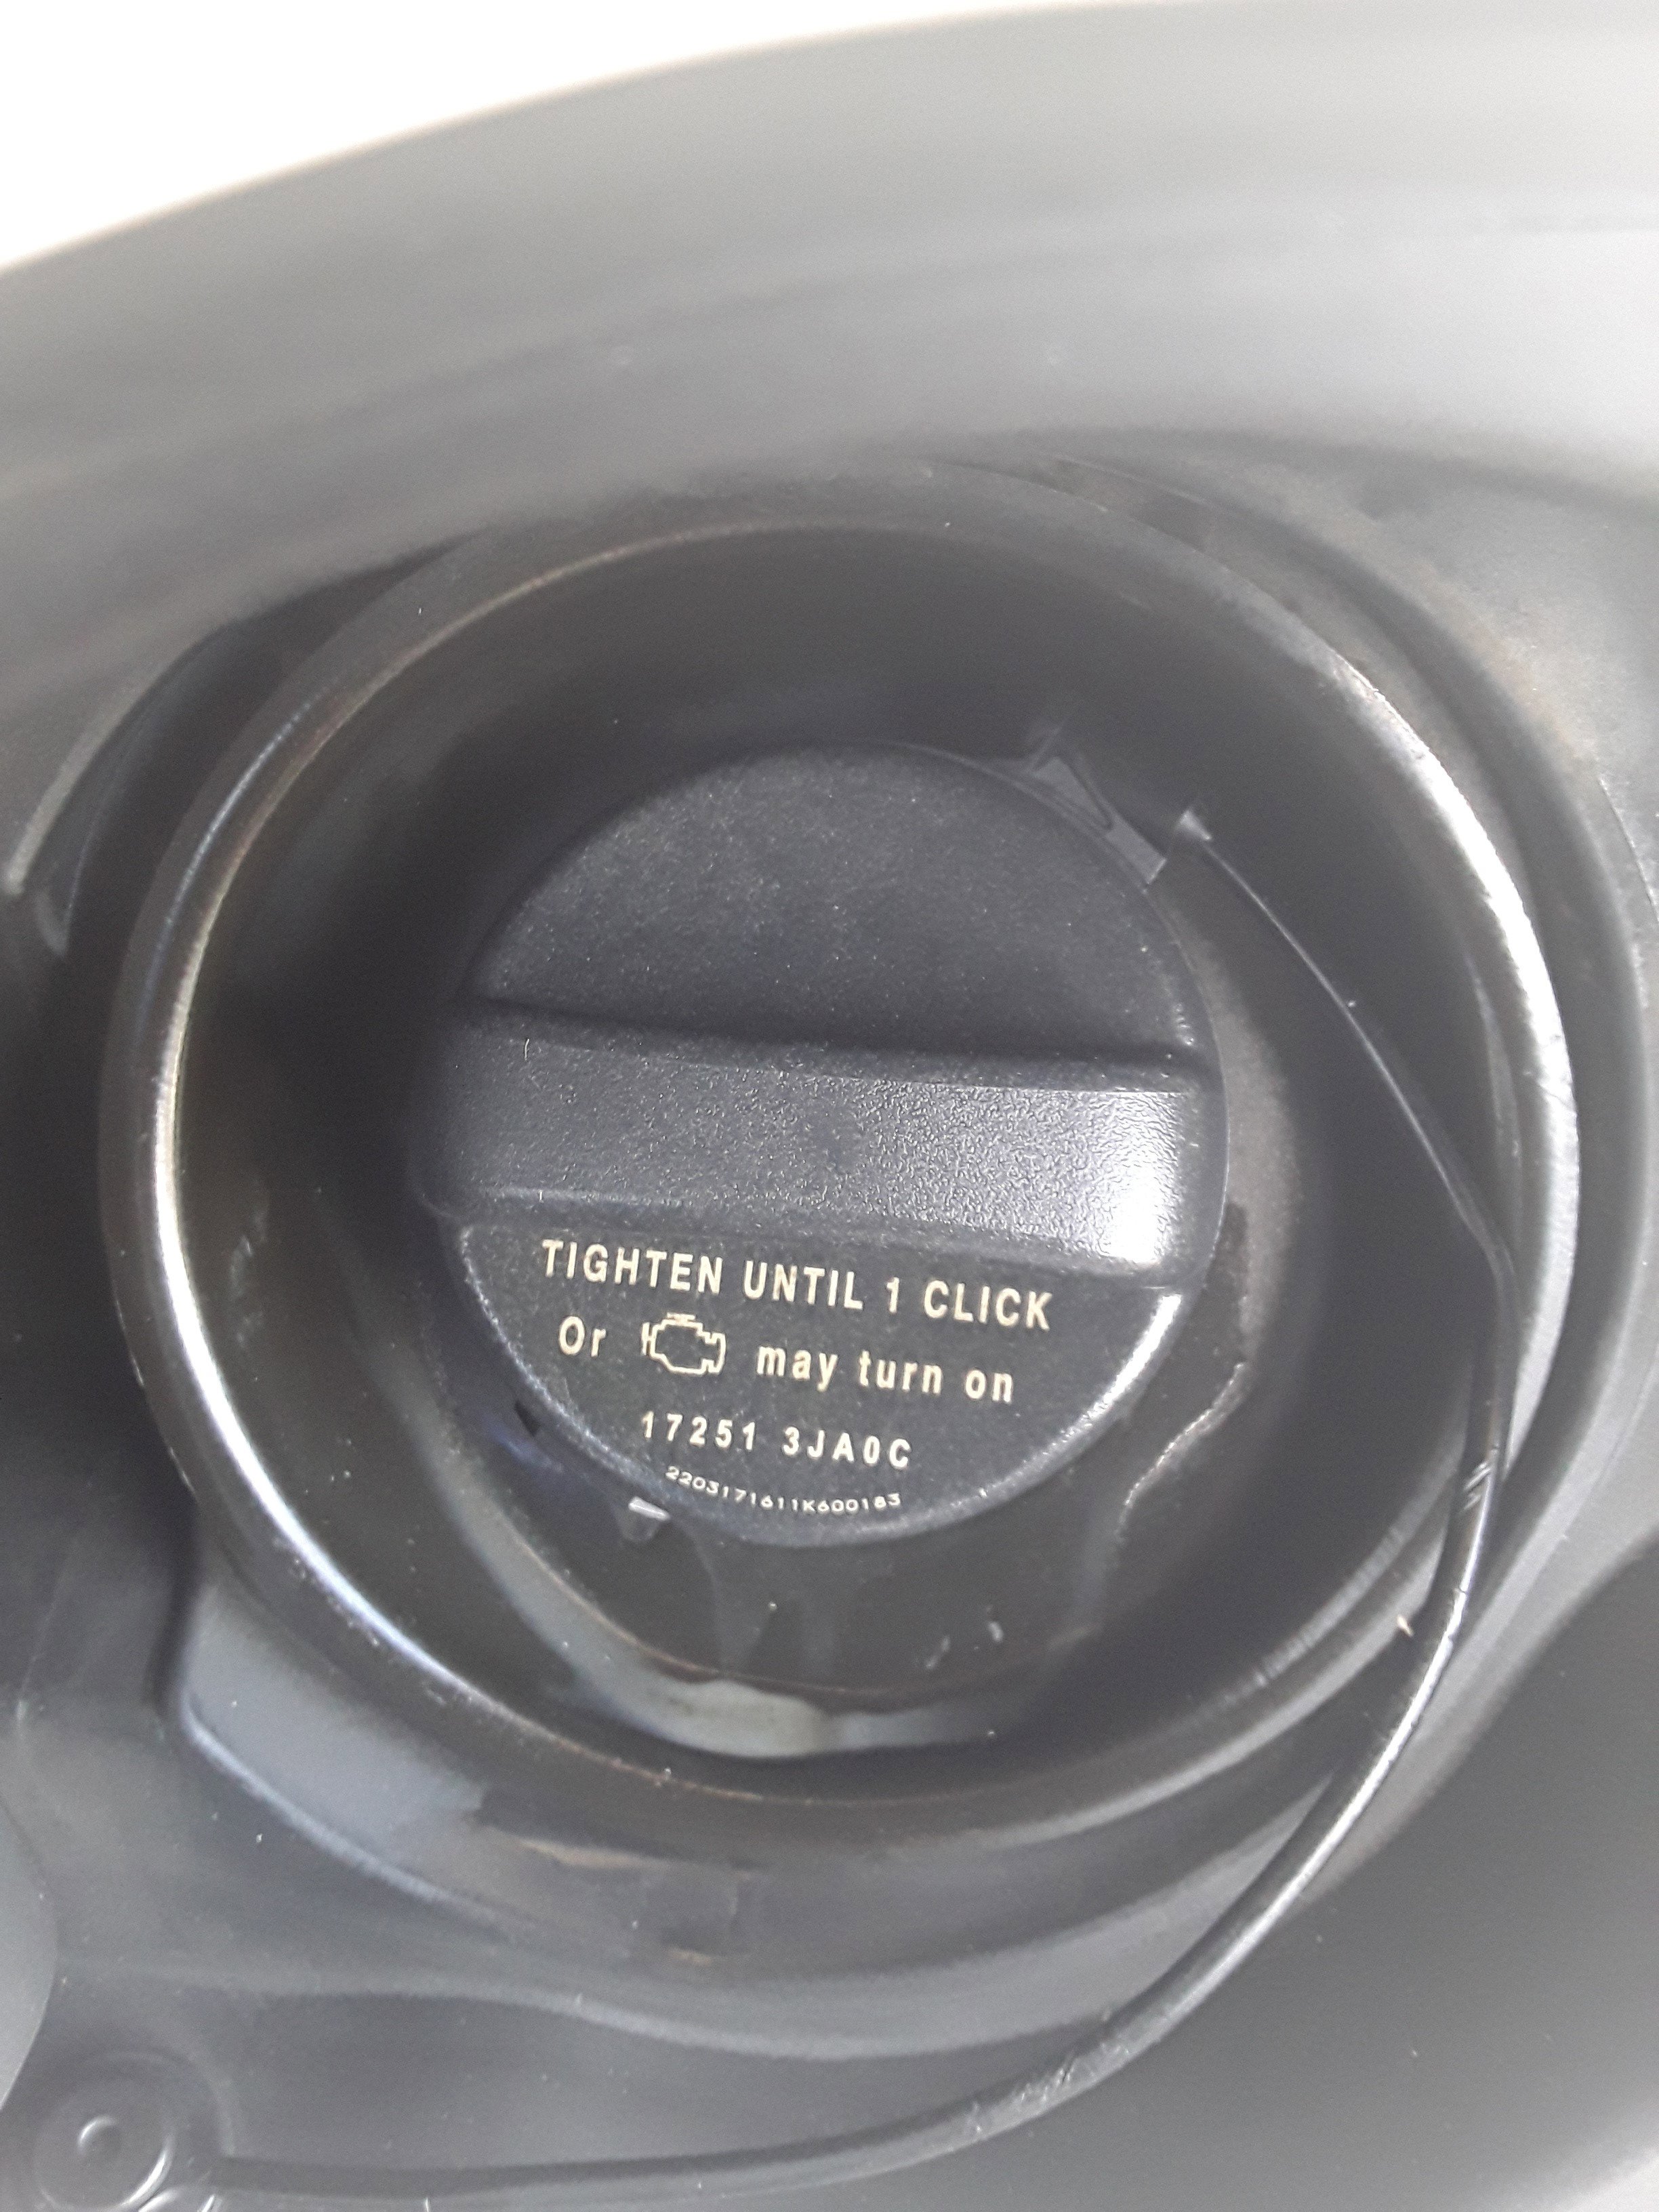 TIGHTEN UNTIL 1 CLICK
Or may turn on
17251 3JA0C
2203171611K600183